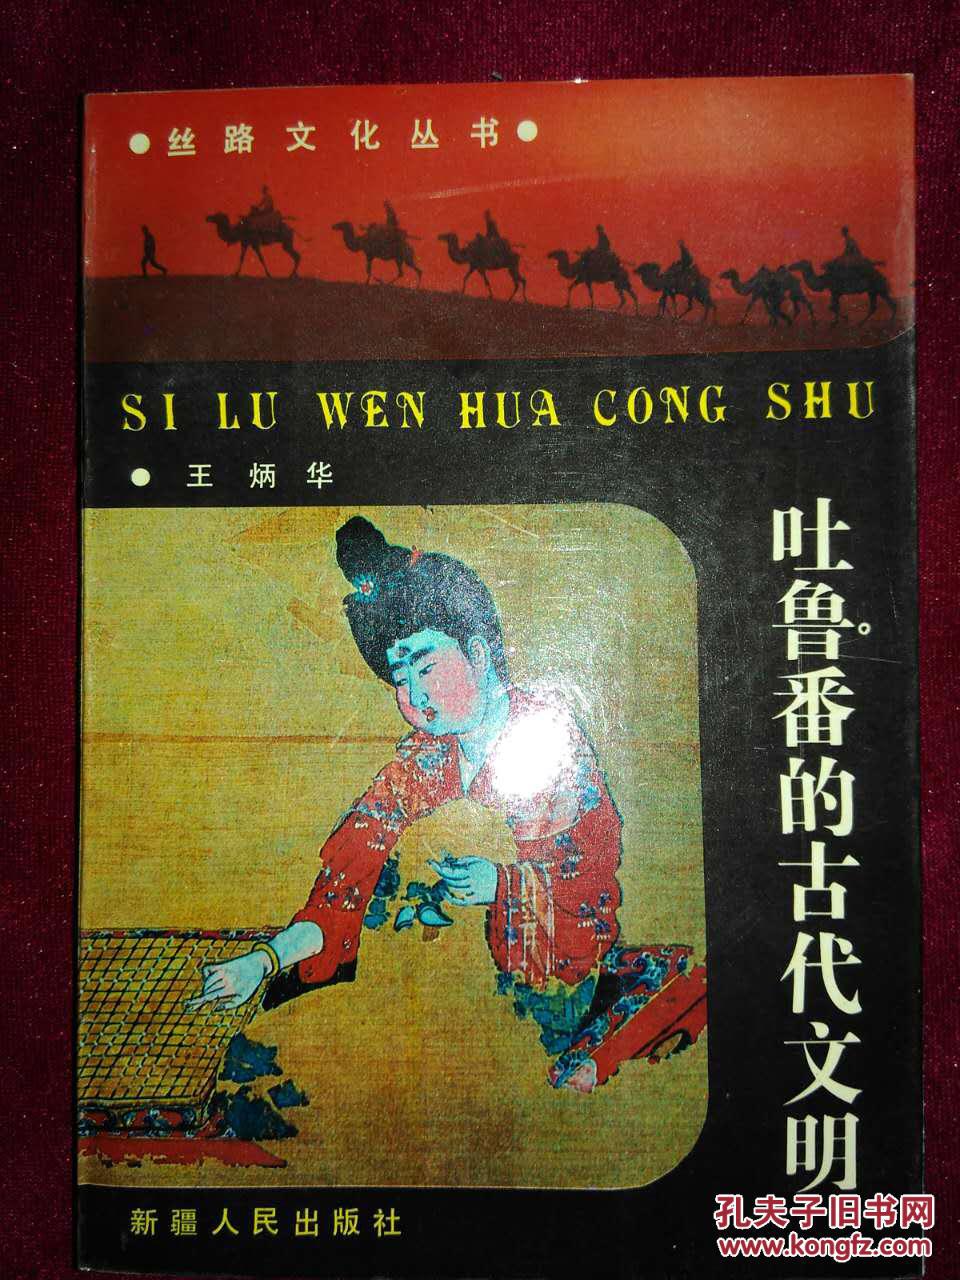 ●丝路文化丛书●
SI LU WEN HUA CONG SHU
●王炳华
吐鲁番的古代文明
新疆人民出版社
孔夫子旧书网
www.kongfz.com